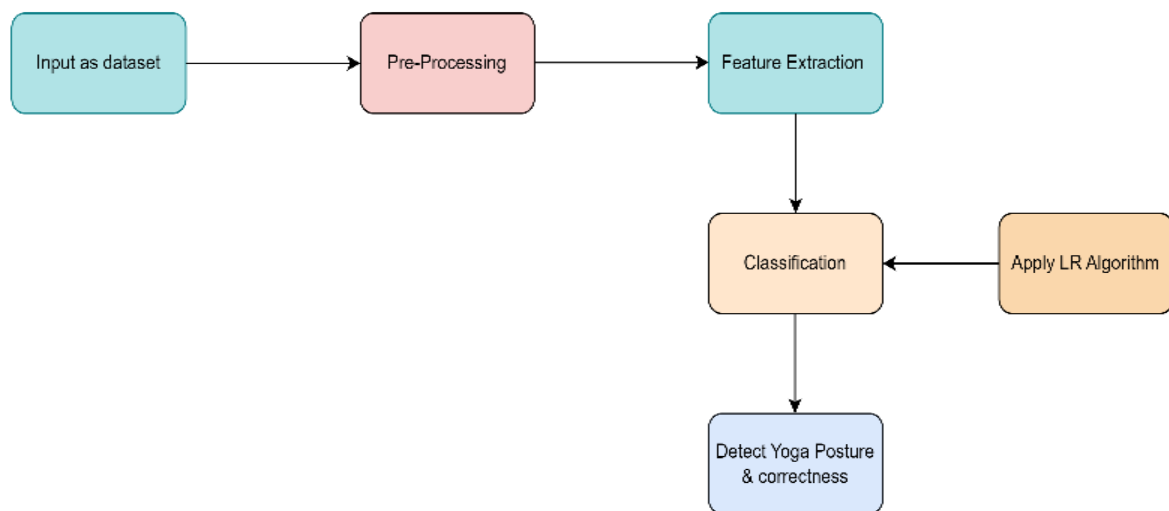 Input as dataset
Pre-Processing
Feature Extraction
Classification
Apply LR Algorithm
Detect Yoga Posture
& correctness